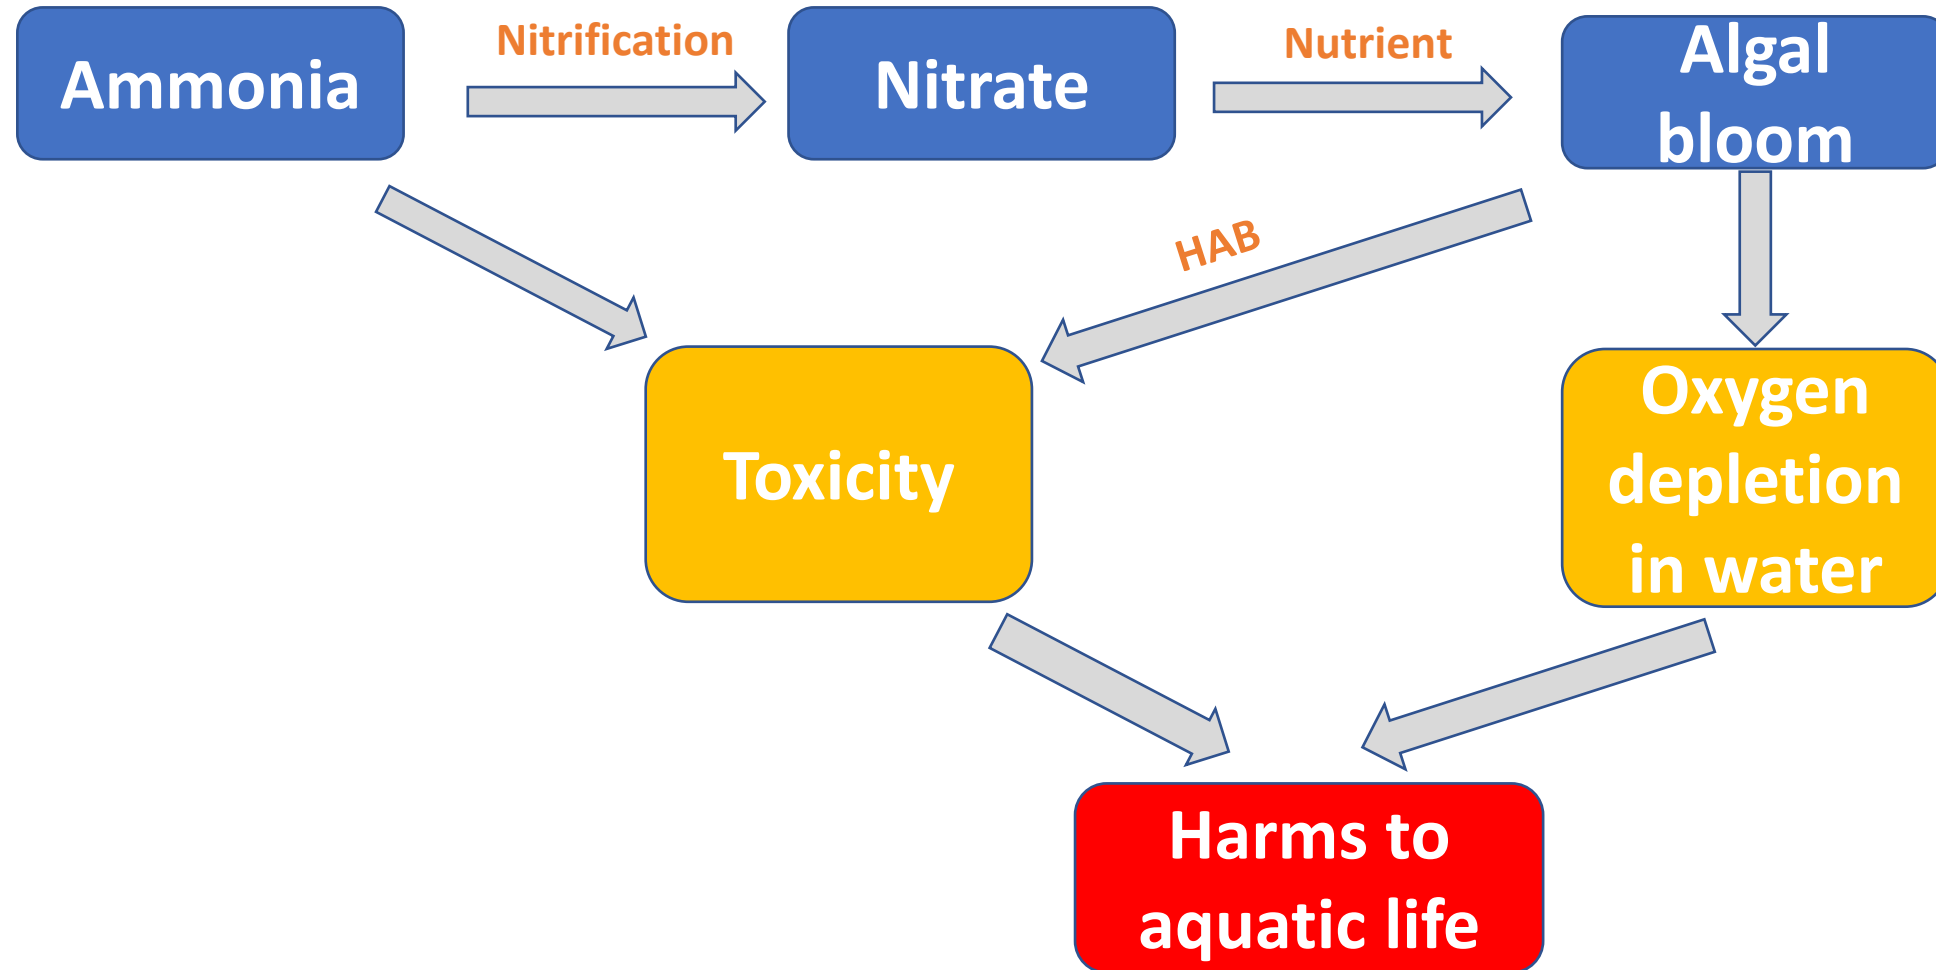 Ammonia
Nitrification
Nitrate
Nutrient
Algal
bloom
HAB
Toxicity
Oxygen
depletion
in water
Harms to
aquatic life